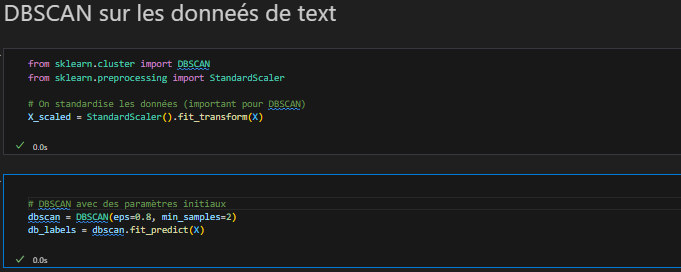 DBSCAN sur les donneés de text
from sklearn.cluster import DBSCAN
from sklearn.preprocessing import StandardScaler
# On standardise les données (important pour DBSCAN)
X_scaled = StandardScaler().fit_transform(X)
✓ 0.0s
# DBSCAN avec des paramètres initiaux
dbscan = DBSCAN(eps=0.8, min_samples=2)
db_labels = dbscan.fit_predict(X)
✓ 0.0s